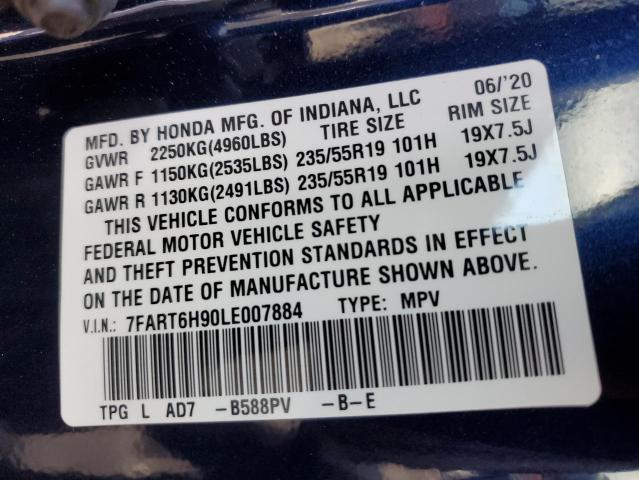 MFD. BY HONDA MFG. OF INDIANA, LLC 06/'20
GVWR 2250KG(4960LBS) TIRE SIZE RIM SIZE
GAWR F 1150KG(2535LBS) 235/55R19 101H 19X7.5J
GAWR R 1130KG(2491LBS) 235/55R19 101H 19X7.5J
THIS VEHICLE CONFORMS TO ALL APPLICABLE
FEDERAL MOTOR VEHICLE SAFETY
AND THEFT PREVENTION STANDARDS IN EFFECT
ON THE DATE OF MANUFACTURE SHOWN ABOVE.
V.I.N.: 7FART6H90LE007884 TYPE: MPV
TPG L AD7 -B588PV -B-E